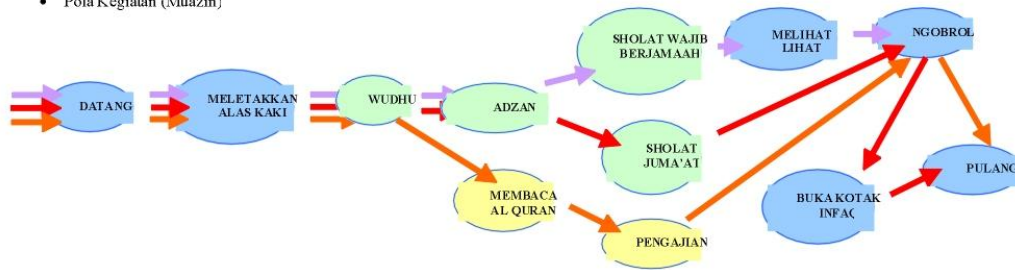 • Pola Kegiatan (Muazin)
DATANG
MELETAKKAN
ALAS KAKI
WUDHU
ADZAN
SHOLAT WAJIB
BERJAMAAH
MELIHAT
LIHAT
NGOBROL
SHOLAT
JUMA'AT
MEMBACA
AL QURAN
PENGAJIAN
BUKA KOTAK
INFAQ
PULANG